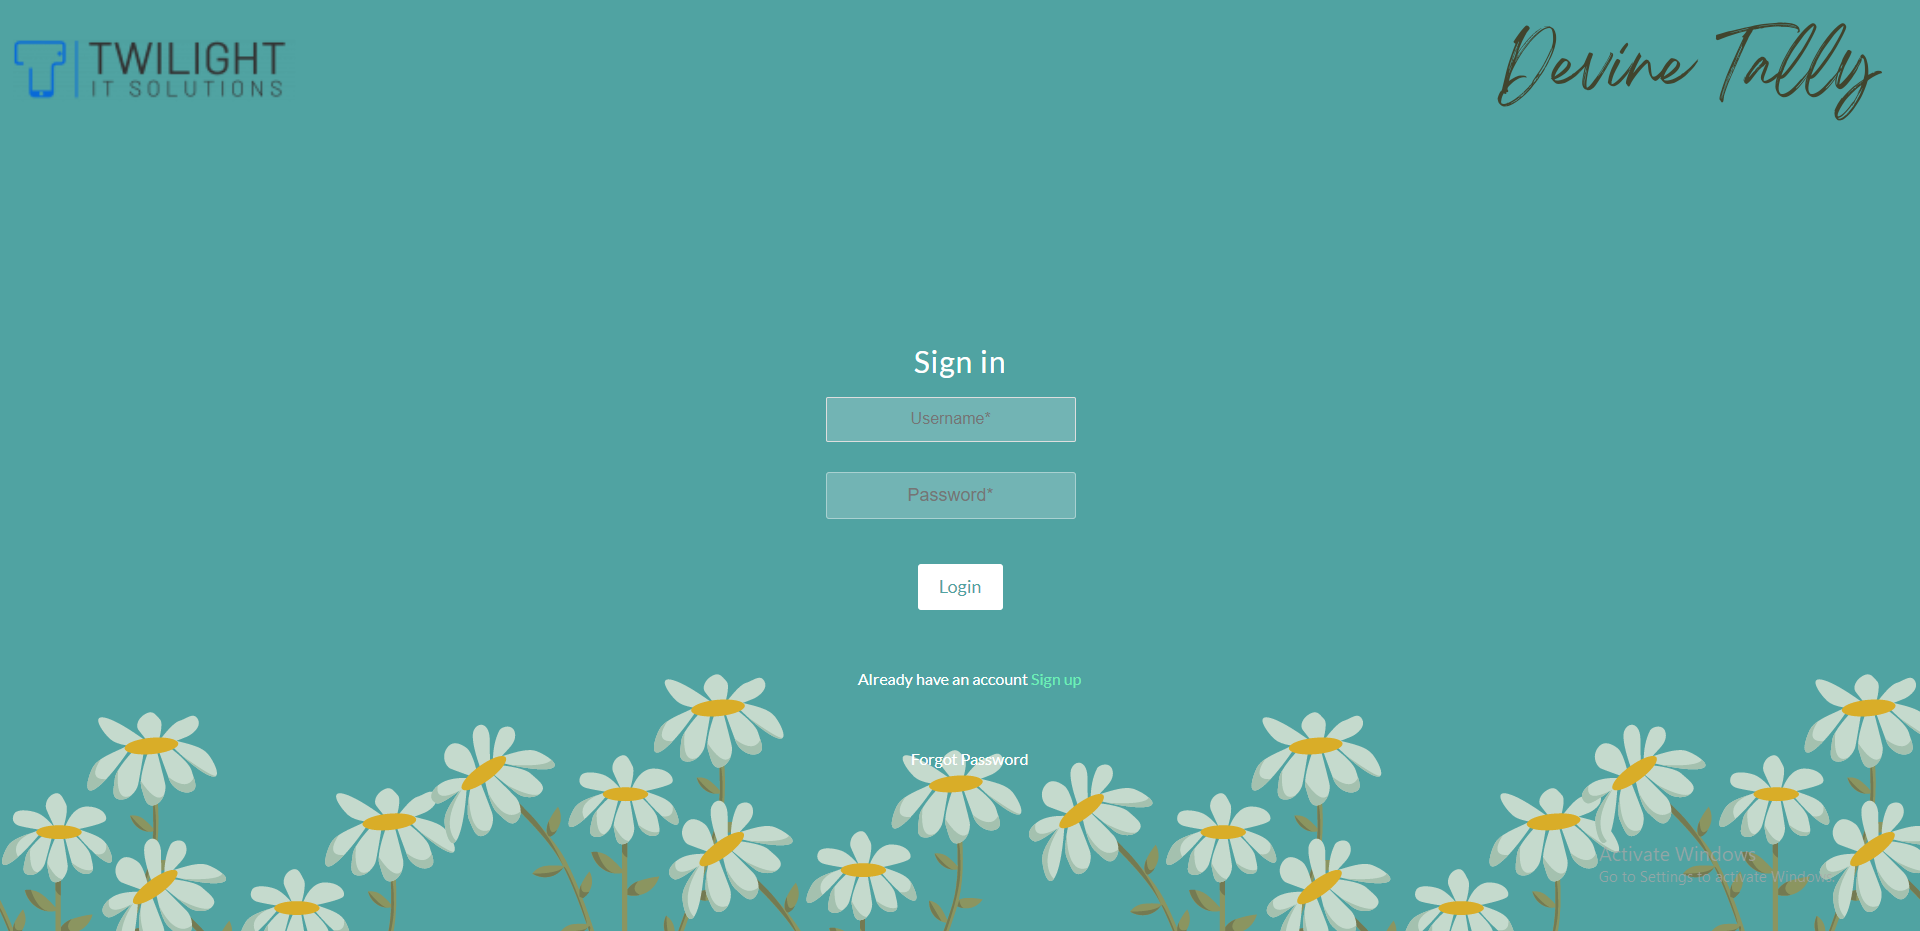 TWILIGHT
IT SOLUTIONS
Devine Tally
Sign in
Username*
Password*
Login
Already have an account Sign up
Forgot Password
Activate Windows
Go to Settings to activate Windows.